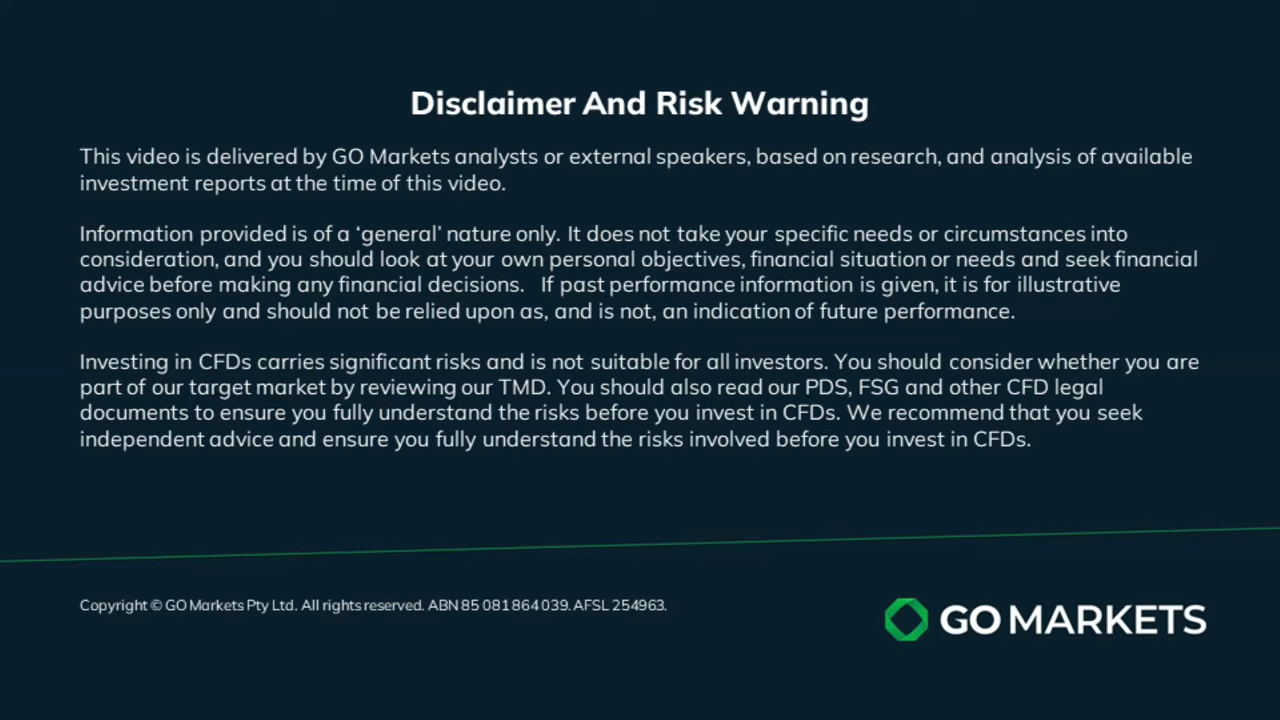 Disclaimer And Risk Warning
This video is delivered by GO Markets analysts or external speakers, based on research, and analysis of available
investment reports at the time of this video.
Information provided is of a ‘general’ nature only. It does not take your specific needs or circumstances into
consideration, and you should look at your own personal objectives, financial situation or needs and seek financial
advice before making any financial decisions. If past performance information is given, it is for illustrative
purposes only and should not be relied upon as, and is not, an indication of future performance.
Investing in CFDs carries significant risks and is not suitable for all investors. You should consider whether you are
part of our target market by reviewing our TMD. You should also read our PDS, FSG and other CFD legal
documents to ensure you fully understand the risks before you invest in CFDs. We recommend that you seek
independent advice and ensure you fully understand the risks involved before you invest in CFDs.
Copyright © GO Markets Pty Ltd. All rights reserved. ABN 85 081 864 039. AFSL 254963.
GO MARKETS